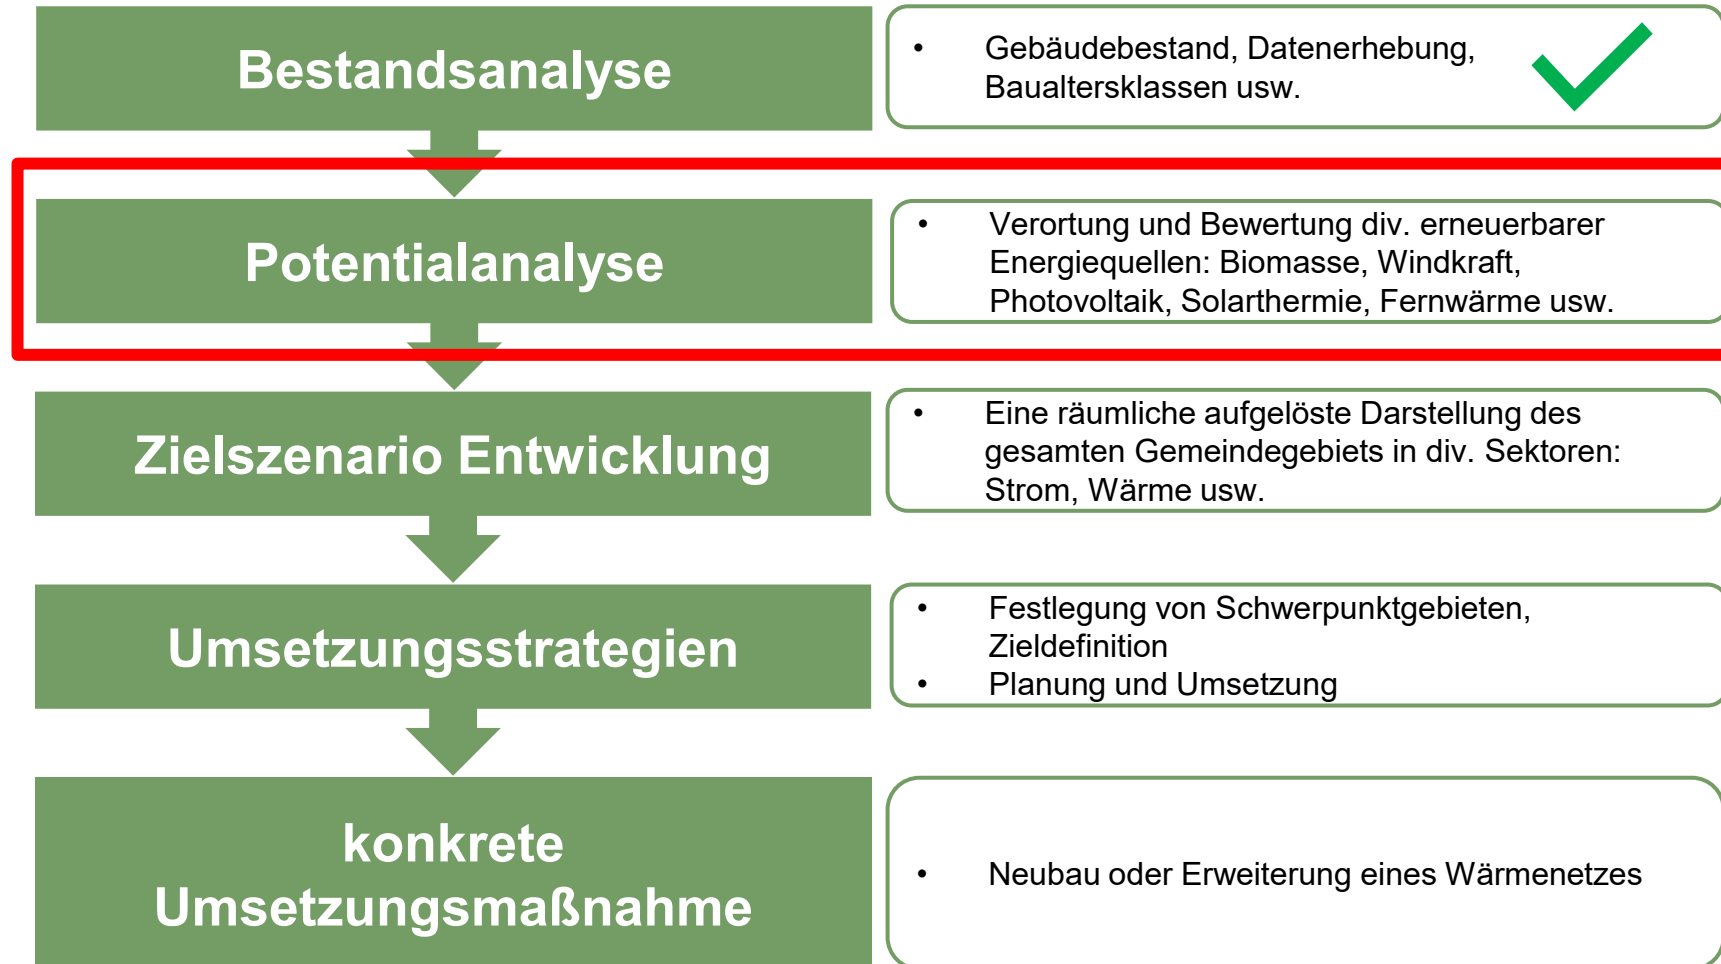 Bestandsanalyse
• Gebäudebestand, Datenerhebung,
Baualtersklassen usw.
Potentialanalyse
• Verortung und Bewertung div. erneuerbarer
Energiequellen: Biomasse, Windkraft,
Photovoltaik, Solarthermie, Fernwärme usw.
Zielszenario Entwicklung
• Eine räumliche aufgelöste Darstellung des
gesamten Gemeindegebiets in div. Sektoren:
Strom, Wärme usw.
Umsetzungsstrategien
• Festlegung von Schwerpunktgebieten,
Zieldefinition
• Planung und Umsetzung
konkrete
Umsetzungsmaßnahme
• Neubau oder Erweiterung eines Wärmenetzes